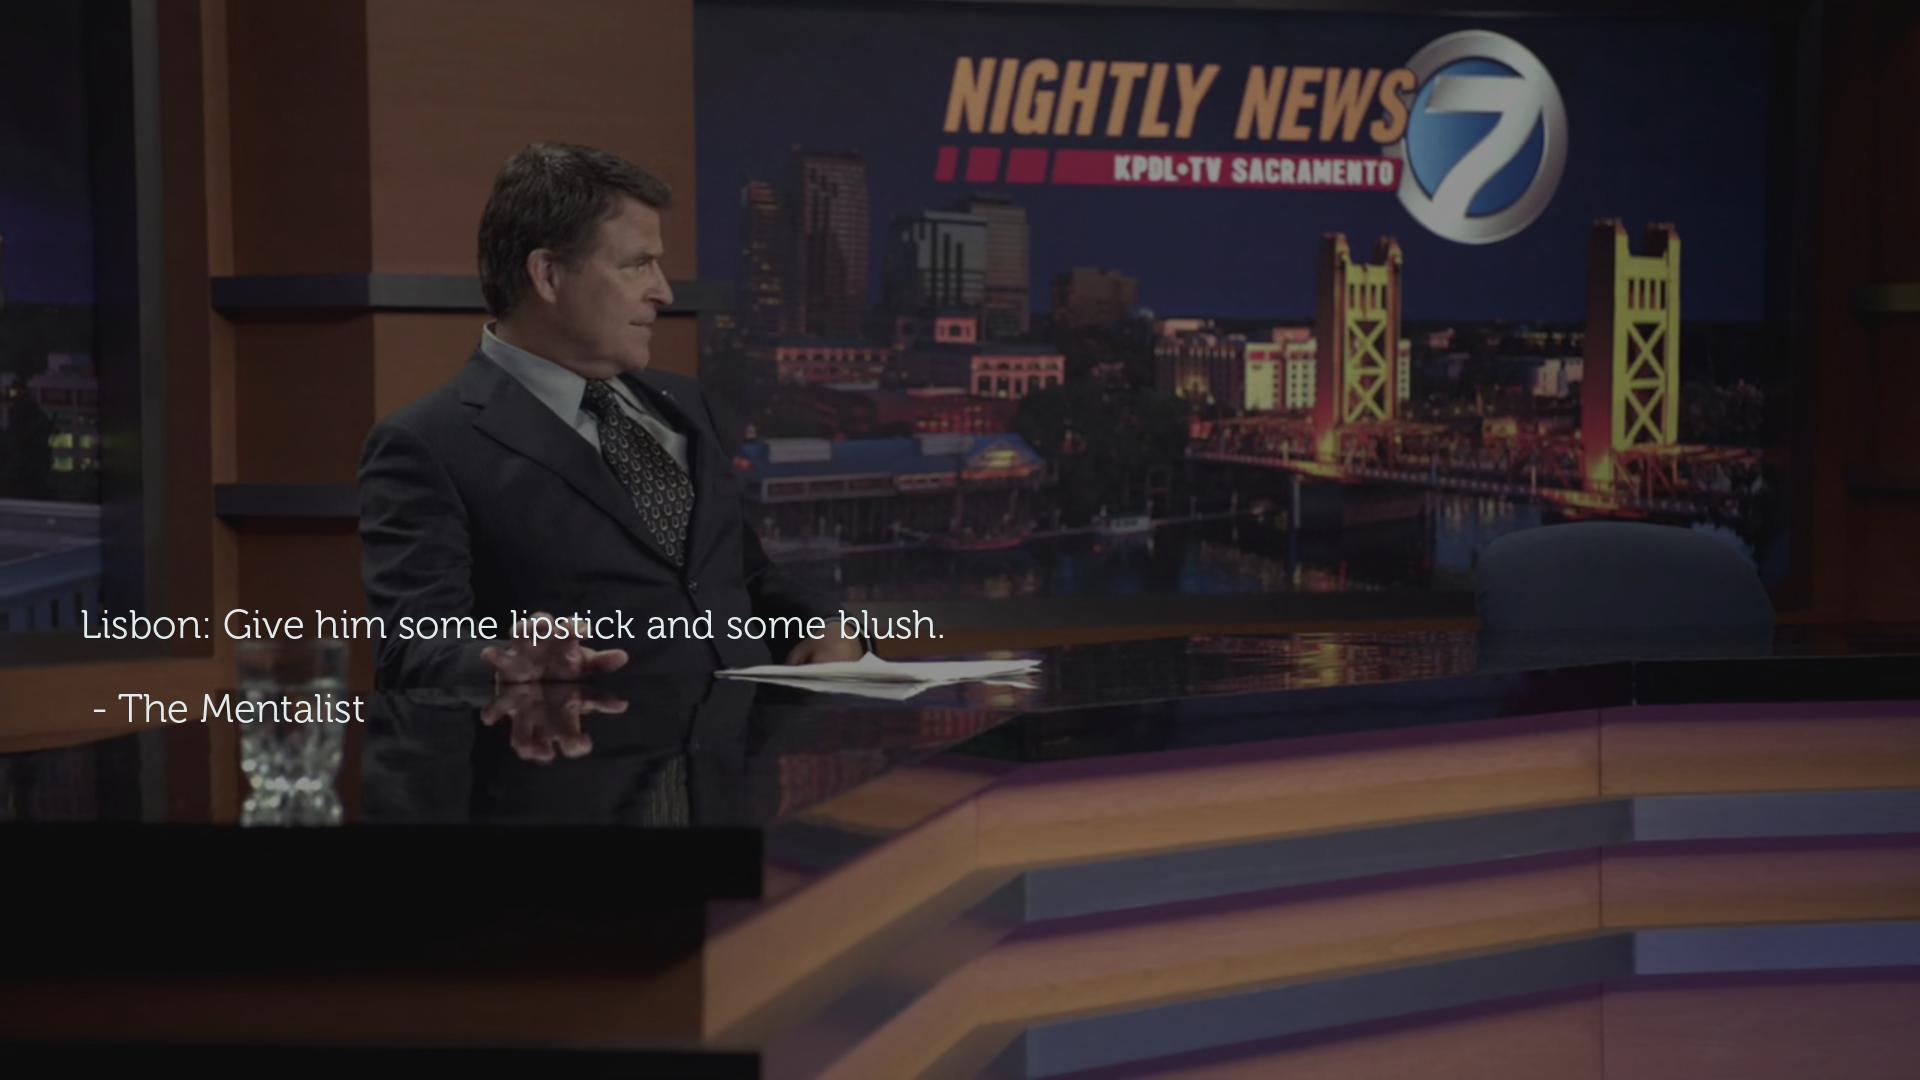 NIGHTLY NEWS 7
KPDL•TV SACRAMENTO
Lisbon: Give him some lipstick and some blush.
- The Mentalist